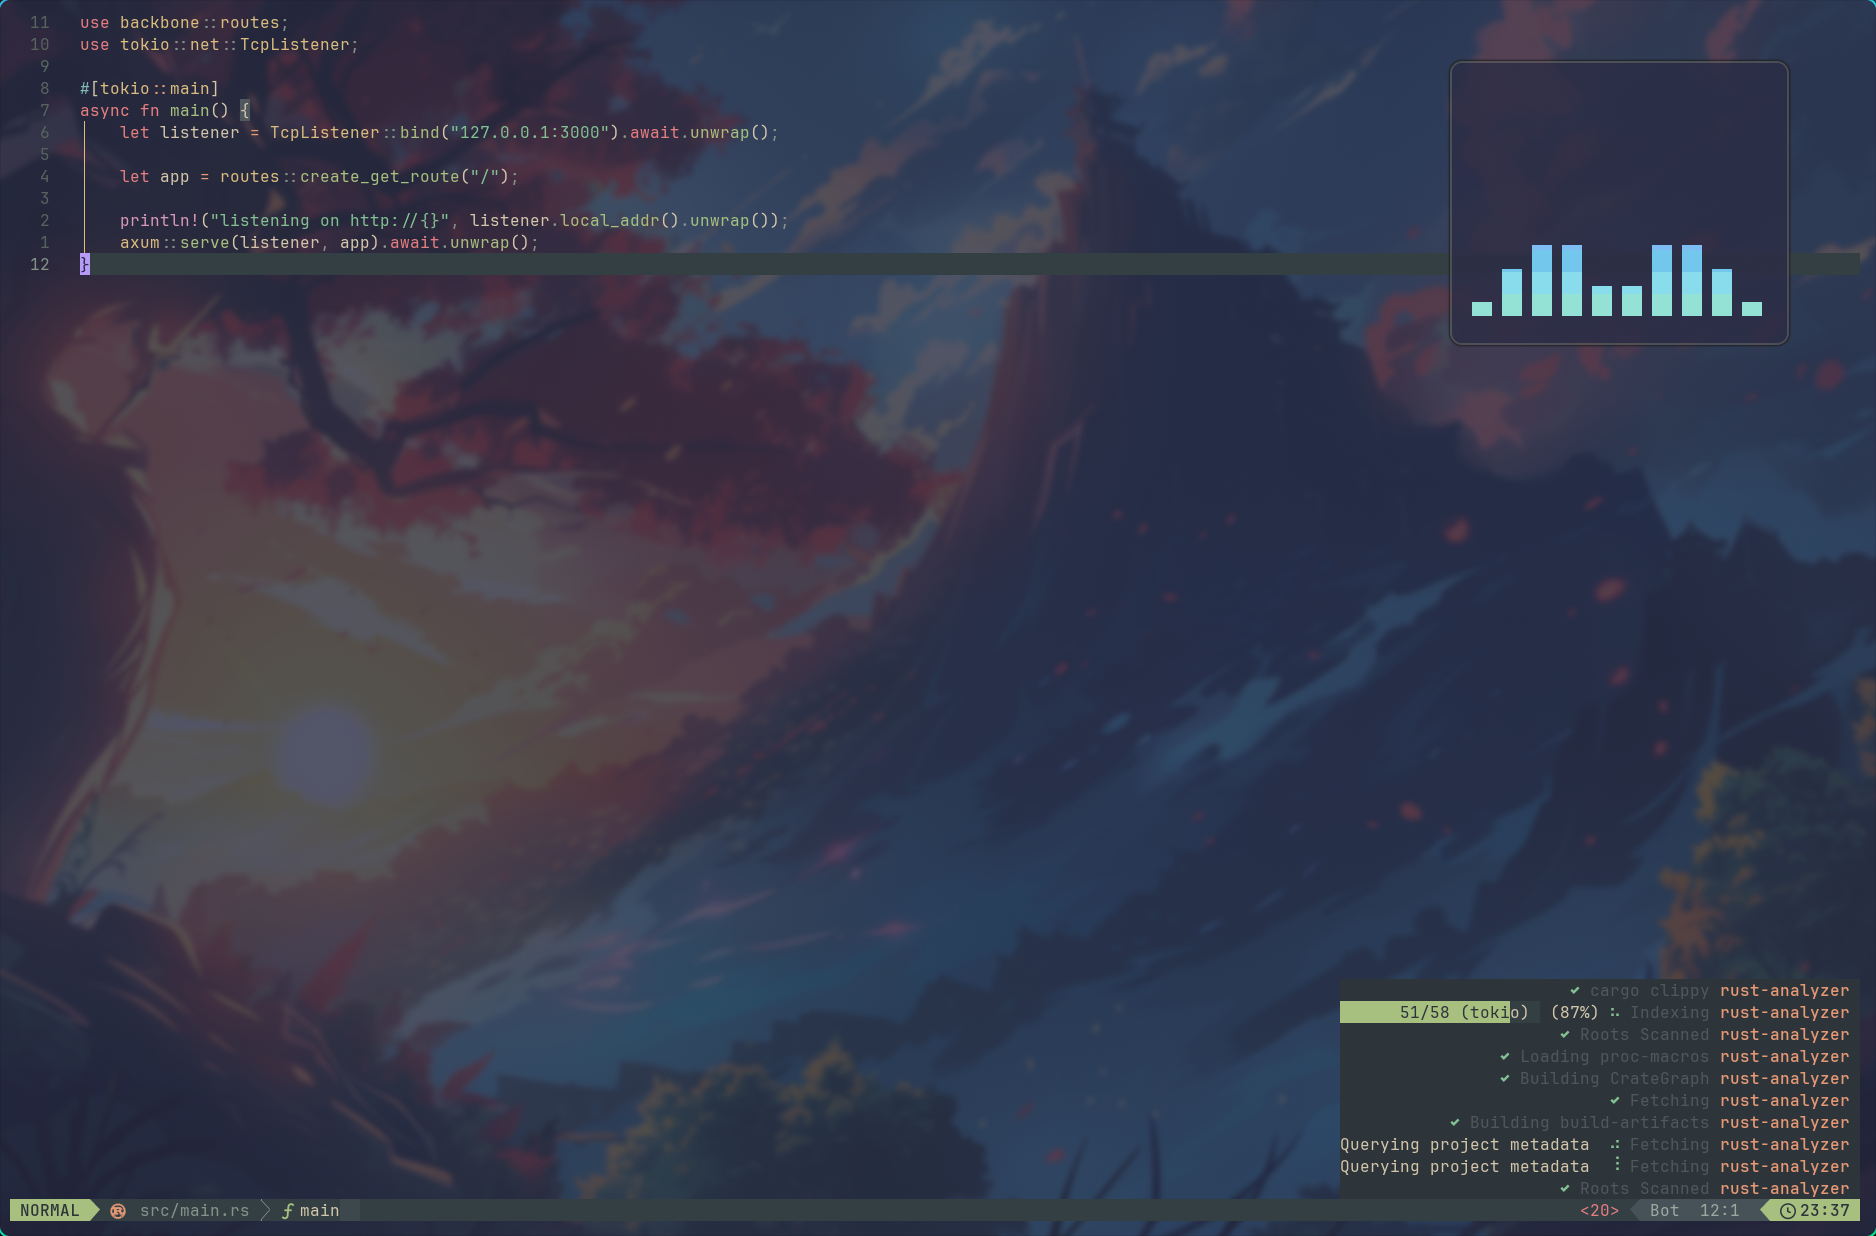 11 use backbone::routes;
10 use tokio::net::TcpListener;
9
8 #[tokio::main]
7 async fn main() {
6 let listener = TcpListener::bind("127.0.0.1:3000").await.unwrap();
5
4 let app = routes::create_get_route("/");
3
2 println!("listening on http://{}", listener.local_addr().unwrap());
1 axum::serve(listener, app).await.unwrap();
12 }
✔ cargo clippy rust-analyzer
51/58 (tokio) (87%) Indexing rust-analyzer
✔ Roots Scanned rust-analyzer
✔ Loading proc-macros rust-analyzer
✔ Building CrateGraph rust-analyzer
✔ Fetching rust-analyzer
✔ Building build-artifacts rust-analyzer
Querying project metadata Fetching rust-analyzer
Querying project metadata Fetching rust-analyzer
✔ Roots Scanned rust-analyzer
NORMAL src/main.rs main <20> Bot 12:1 23:37